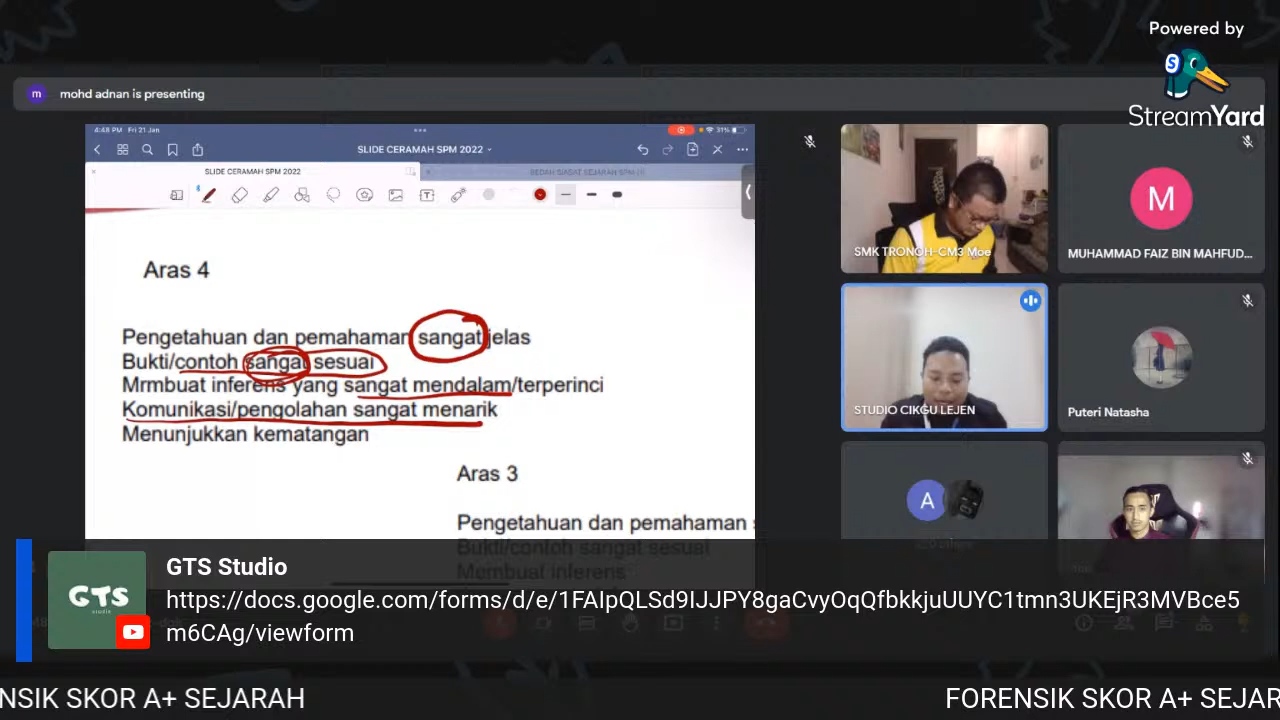 Powered by
StreamYard
mohd adnan is presenting
4:48 PM Fri 21 Jan
31%
SLIDE CERAMAH SPM 2022
SLIDE CERAMAH SPM 2022
BEDAH SIASAT SEJARAH SPM (1)
Aras 4
Pengetahuan dan pemahaman sangat jelas
Bukti/contoh sangat sesuai
Mrmbuat inferens yang sangat mendalam/terperinci
Komunikasi/pengolahan sangat menarik
Menunjukkan kematangan
Aras 3
Pengetahuan dan pemahaman
Bukti/contoh sangat sesuai
Membuat inferens
SMK TRONOH-CM3 Moe
M
MUHAMMAD FAIZ BIN MAHFUD...
STUDIO CIKGU LEJEN
Puteri Natasha
A
GTS
studio
GTS Studio
https://docs.google.com/forms/d/e/1FAIpQLSd9IJJPY8gaCvyOqQfbkkjuUUYC1tmn3UKEjR3MVBce5
m6CAg/viewform
NSIK SKOR A+ SEJARAH
FORENSIK SKOR A+ SEJAR